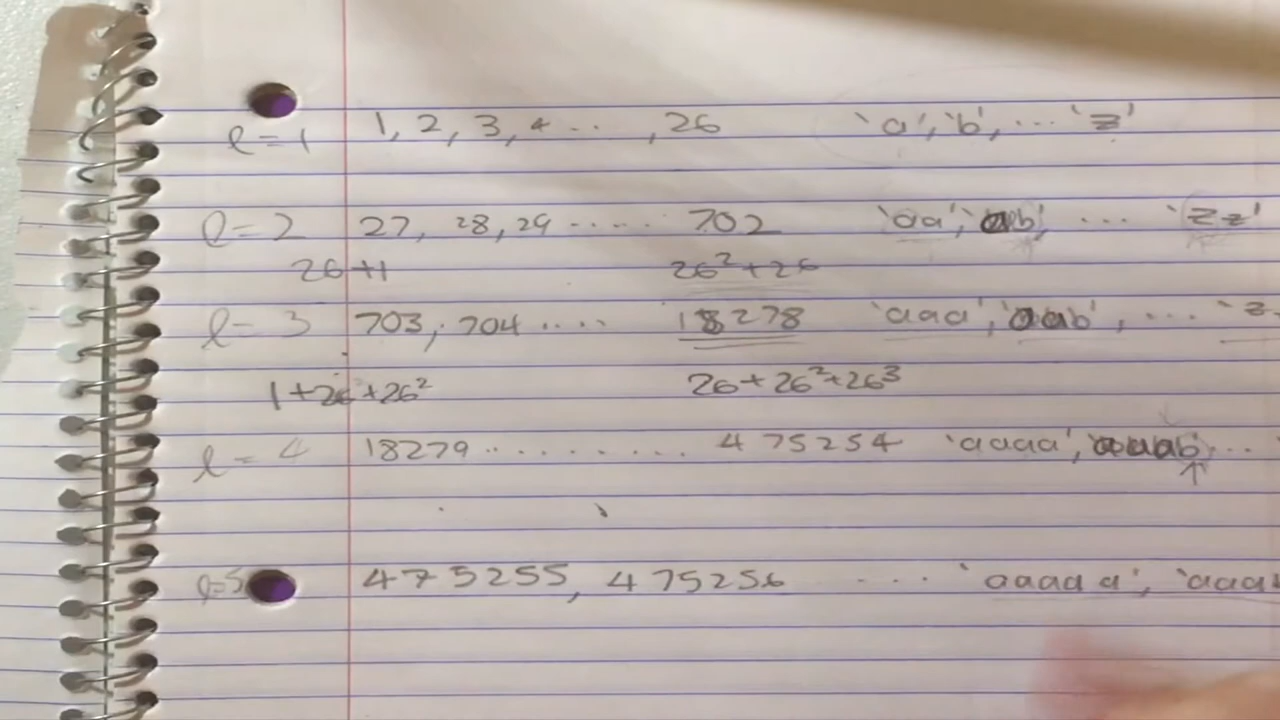 l=1 1, 2, 3, 4 ... , 26 'a', 'b', ... 'z'
l=2 27, 28, 29 ..... 702 'aa', 'ab', ... 'zz'
26+1 26²+26
l=3 703, 704 .... 18278 'aaa', 'aab', ... 'z
1+26+26² 26+26²+26³
l=4 18279 ......... 475254 'aaaa', 'aaab', ...
l=5 475255, 475256 .... 'aaaaa', 'aaa